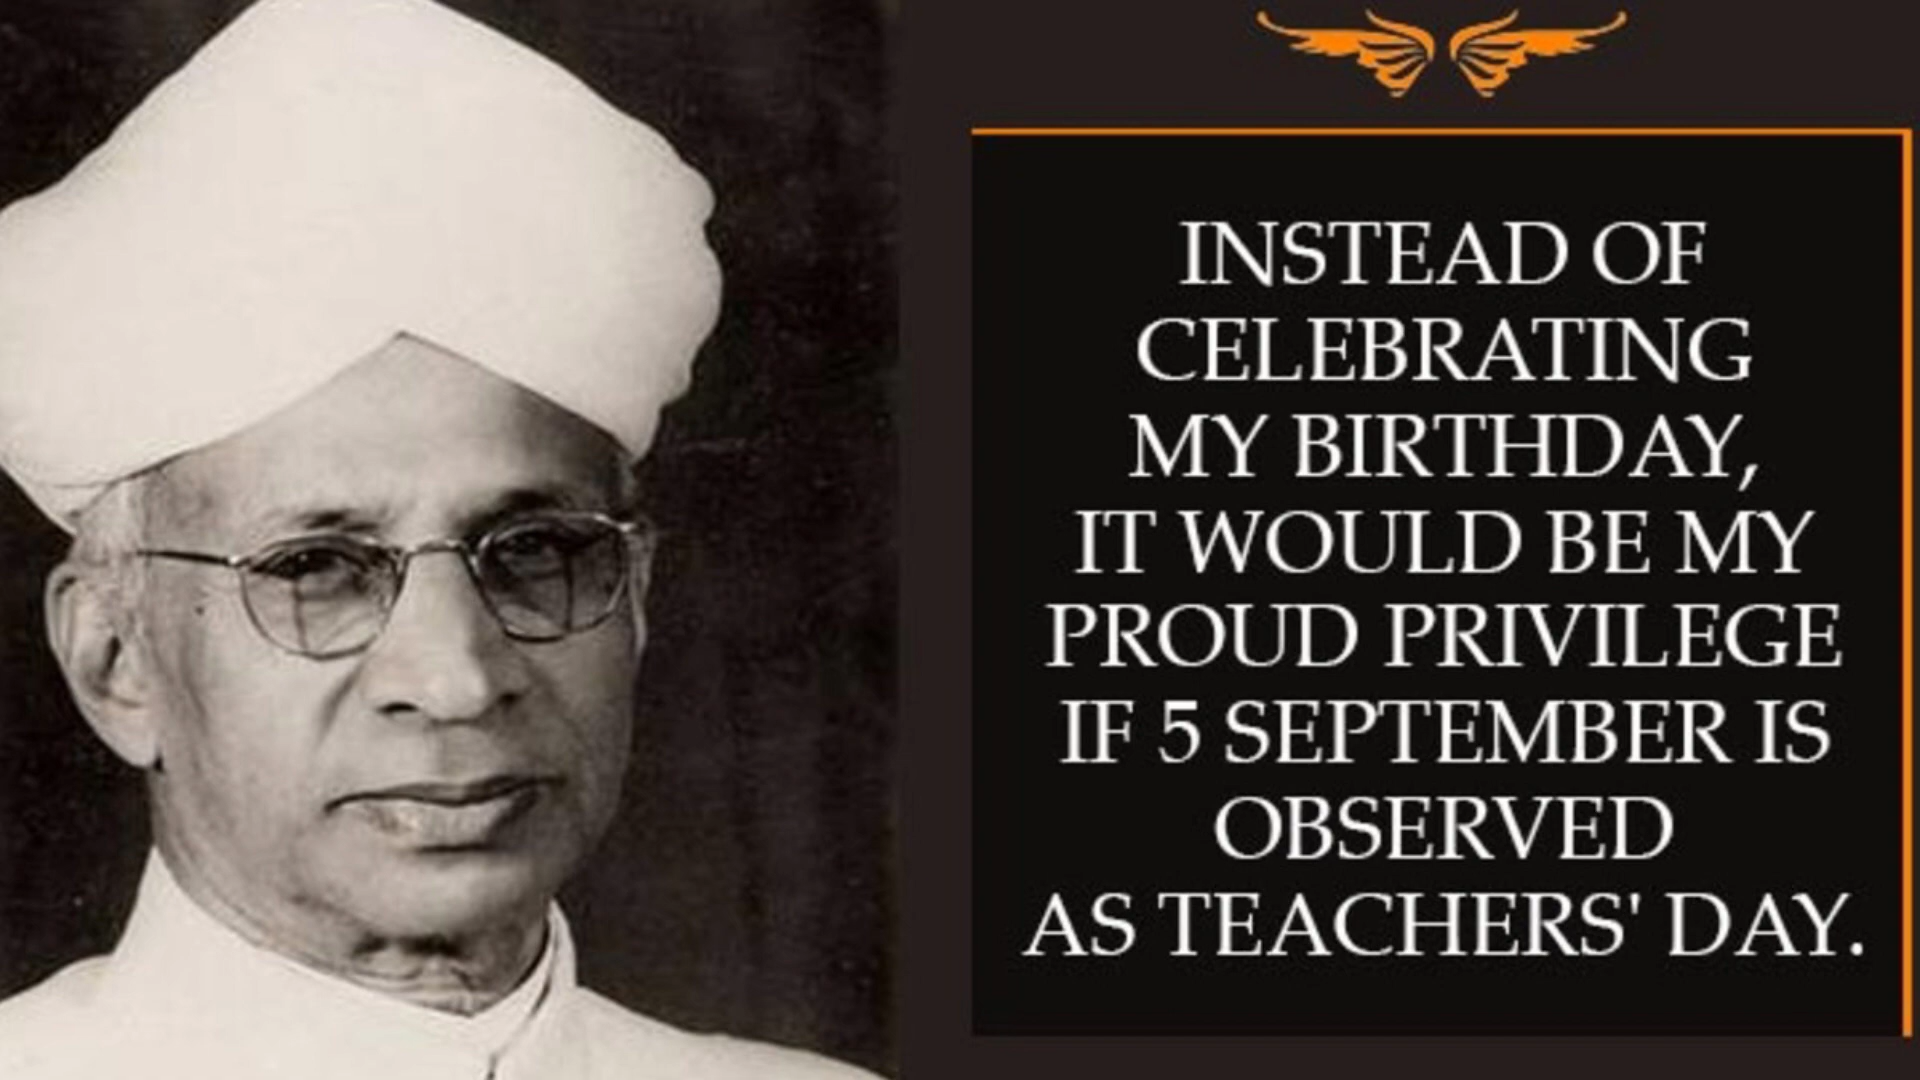 INSTEAD OF
CELEBRATING
MY BIRTHDAY,
IT WOULD BE MY
PROUD PRIVILEGE
IF 5 SEPTEMBER IS
OBSERVED
AS TEACHERS' DAY.